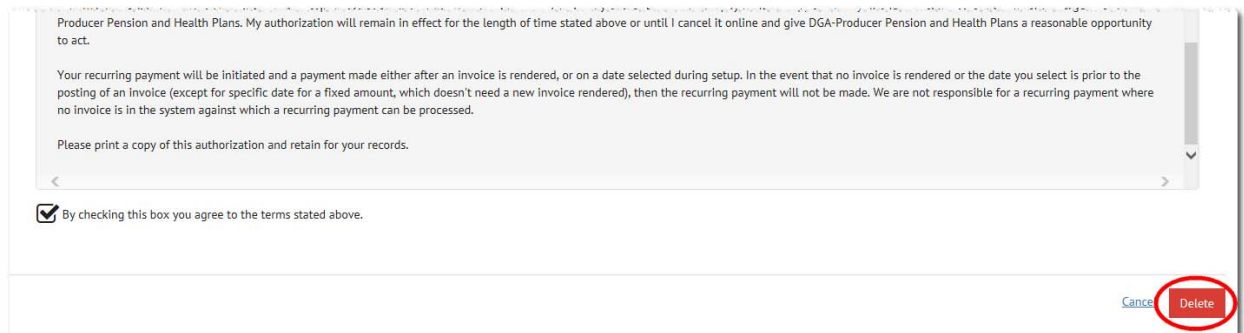 Producer Pension and Health Plans. My authorization will remain in effect for the length of time stated above or until I cancel it online and give DGA-Producer Pension and Health Plans a reasonable opportunity
to act.
Your recurring payment will be initiated and a payment made either after an invoice is rendered, or on a date selected during setup. In the event that no invoice is rendered or the date you select is prior to the
posting of an invoice (except for specific date for a fixed amount, which doesn't need a new invoice rendered), then the recurring payment will not be made. We are not responsible for a recurring payment where
no invoice is in the system against which a recurring payment can be processed.
Please print a copy of this authorization and retain for your records.
By checking this box you agree to the terms stated above.
Cance Delete